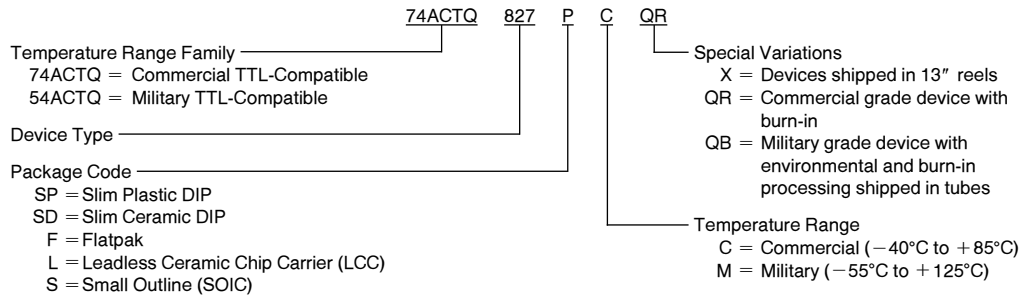 74ACTQ 827 P C QR
Temperature Range Family
74ACTQ = Commercial TTL-Compatible
54ACTQ = Military TTL-Compatible
Device Type
Package Code
SP = Slim Plastic DIP
SD = Slim Ceramic DIP
F = Flatpak
L = Leadless Ceramic Chip Carrier (LCC)
S = Small Outline (SOIC)
Special Variations
X = Devices shipped in 13″ reels
QR = Commercial grade device with
burn-in
QB = Military grade device with
environmental and burn-in
processing shipped in tubes
Temperature Range
C = Commercial (−40°C to +85°C)
M = Military (−55°C to +125°C)